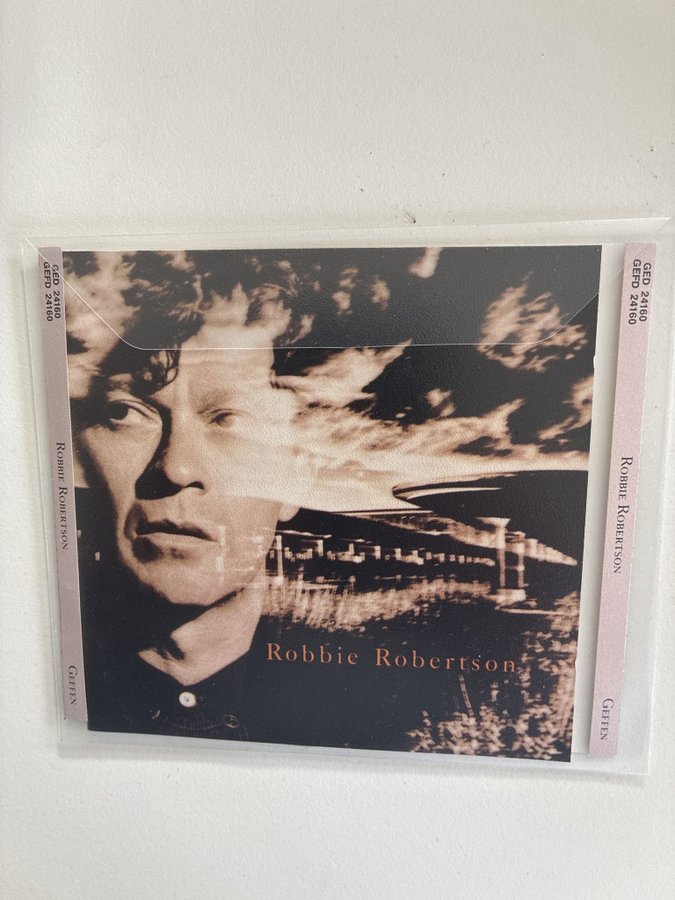 GED 24160
GEFD 24160
ROBBIE ROBERTSON
GEFFEN
Robbie Robertson
GED 24160
GEFD 24160
ROBBIE ROBERTSON
GEFFEN